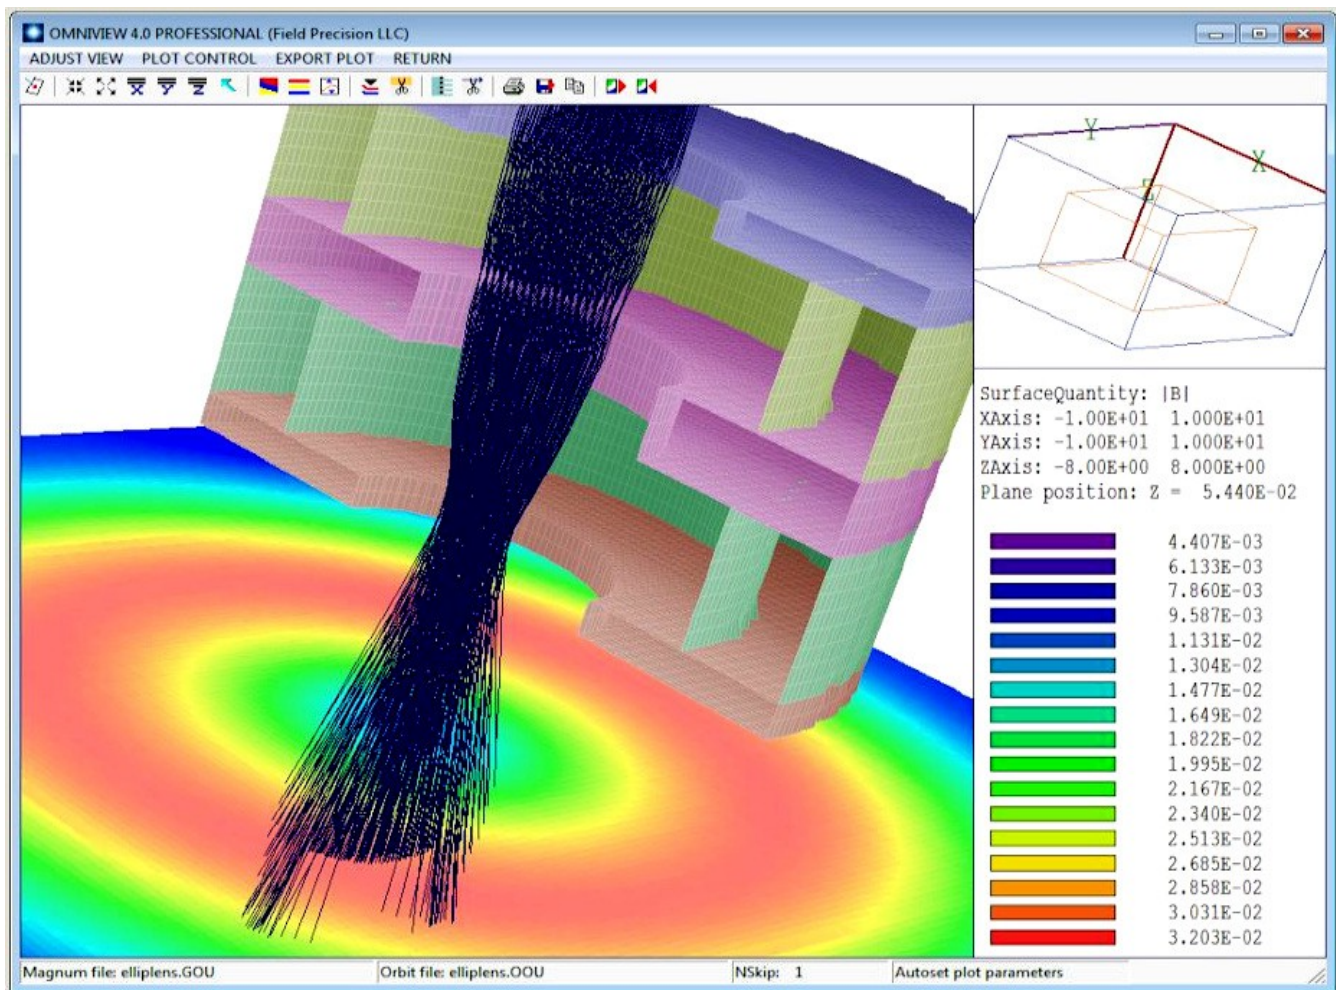 OMNIVIEW 4.0 PROFESSIONAL (Field Precision LLC)
ADJUST VIEW PLOT CONTROL EXPORT PLOT RETURN
X Y Z
Y
X
Z
SurfaceQuantity: |B|
XAxis: -1.00E+01 1.000E+01
YAxis: -1.00E+01 1.000E+01
ZAxis: -8.00E+00 8.000E+00
Plane position: Z = 5.440E-02
4.407E-03
6.133E-03
7.860E-03
9.587E-03
1.131E-02
1.304E-02
1.477E-02
1.649E-02
1.822E-02
1.995E-02
2.167E-02
2.340E-02
2.513E-02
2.685E-02
2.858E-02
3.031E-02
3.203E-02
Magnum file: elliplens.GOU Orbit file: elliplens.OOU NSkip: 1 Autoset plot parameters